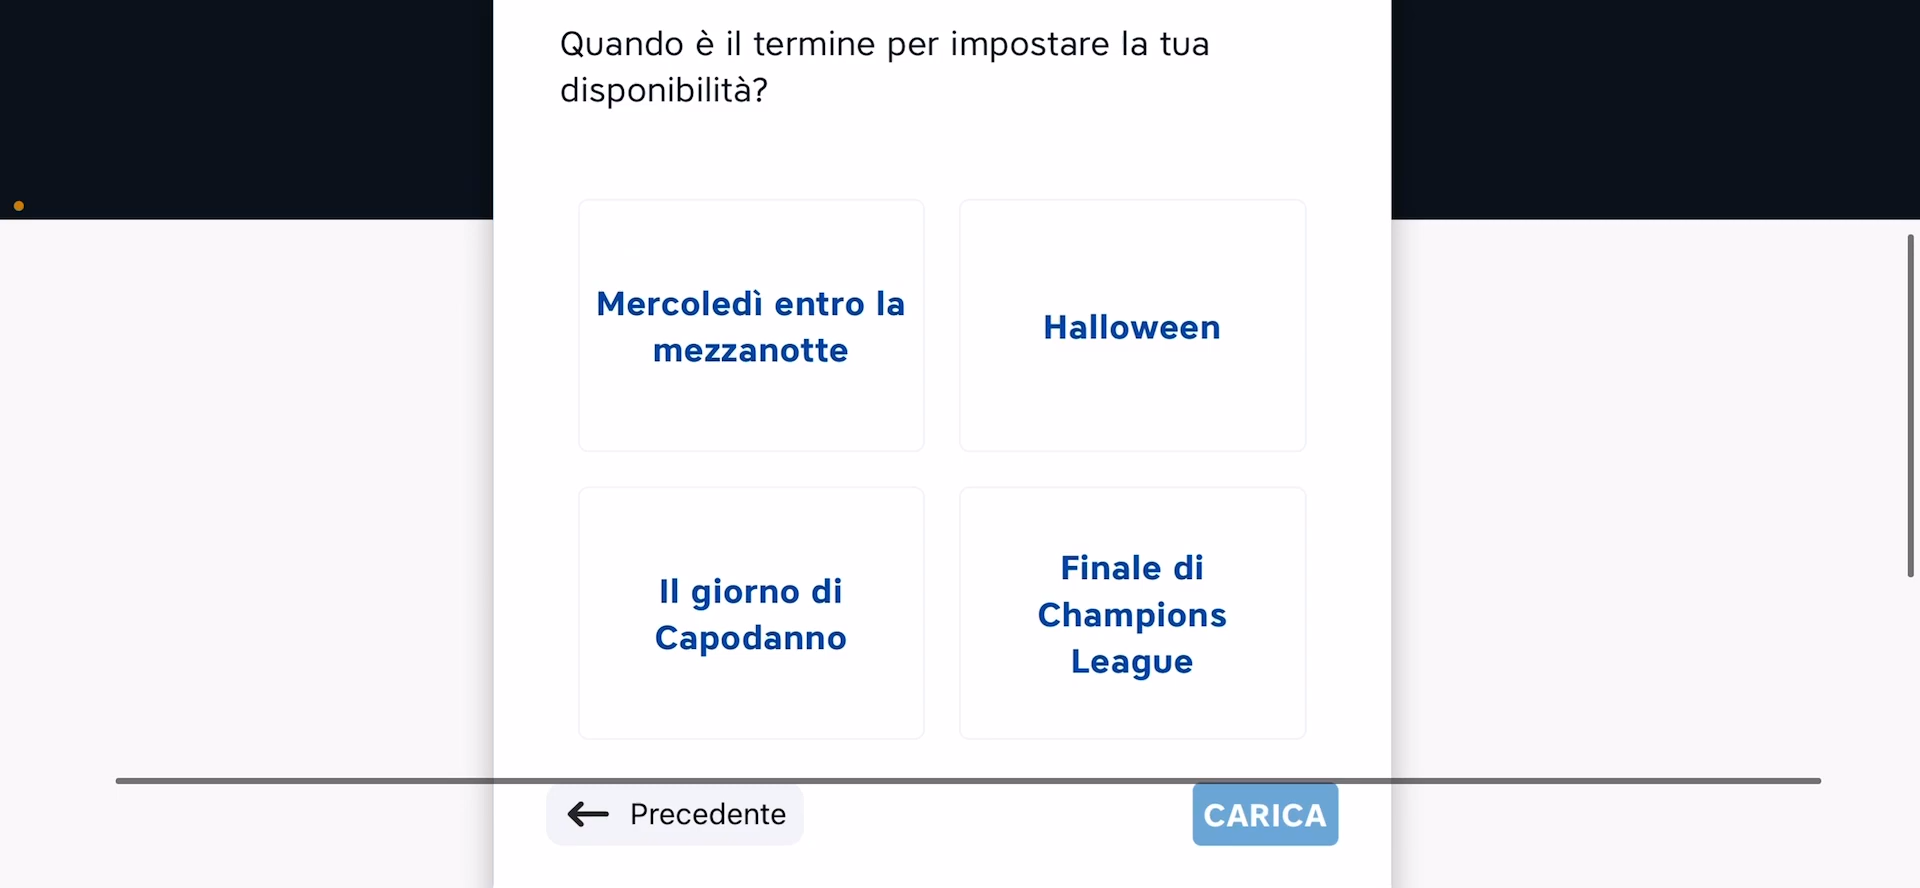 Quando è il termine per impostare la tua
disponibilità?
Mercoledì entro la
mezzanotte
Halloween
Il giorno di
Capodanno
Finale di
Champions
League
Precedente
CARICA